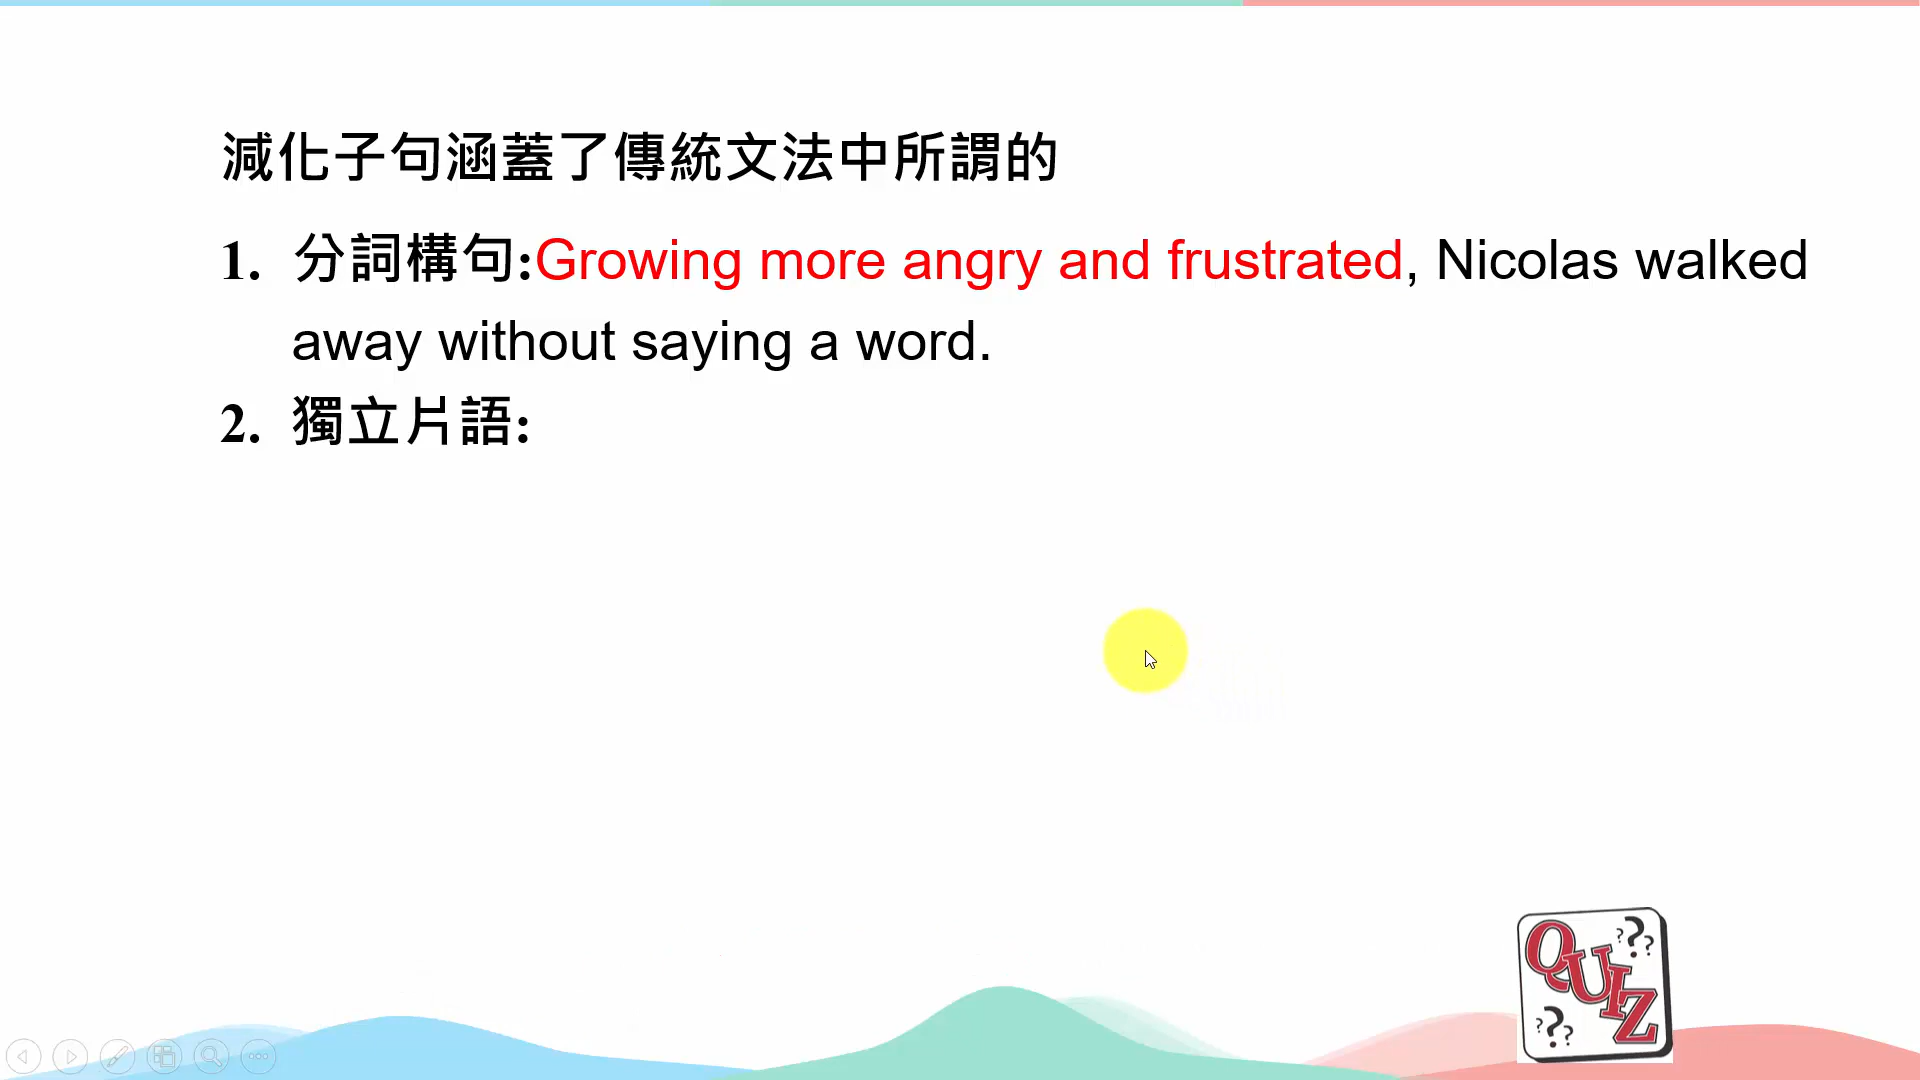 減化子句涵蓋了傳統文法中所謂的
1. 分詞構句:Growing more angry and frustrated, Nicolas walked
away without saying a word.
2. 獨立片語:
QUIZ
???
???